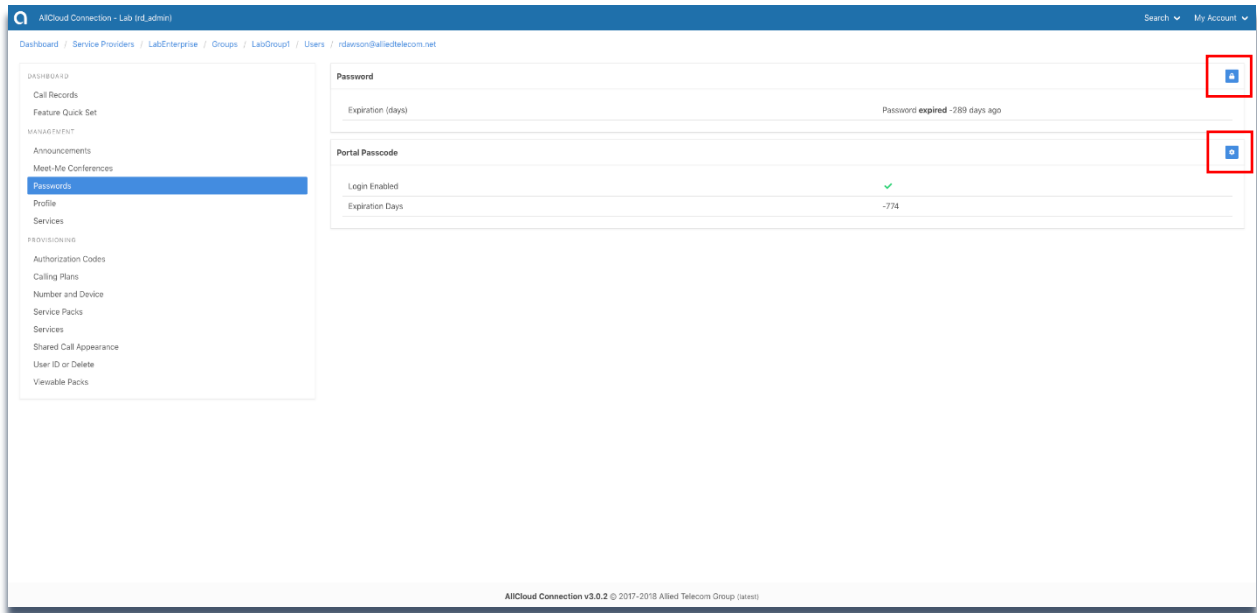 AllCloud Connection - Lab (rd_admin)
Search
My Account
Dashboard / Service Providers / LabEnterprise / Groups / LabGroup1 / Users / rdawson@alliedtelecom.net
DASHBOARD
Call Records
Feature Quick Set
MANAGEMENT
Announcements
Meet-Me Conferences
Passwords
Profile
Services
PROVISIONING
Authorization Codes
Calling Plans
Number and Device
Service Packs
Services
Shared Call Appearance
User ID or Delete
Viewable Packs
Password
Expiration (days) Password expired -289 days ago
Portal Passcode
Login Enabled
Expiration Days -774
AllCloud Connection v3.0.2 © 2017-2018 Allied Telecom Group (latest)